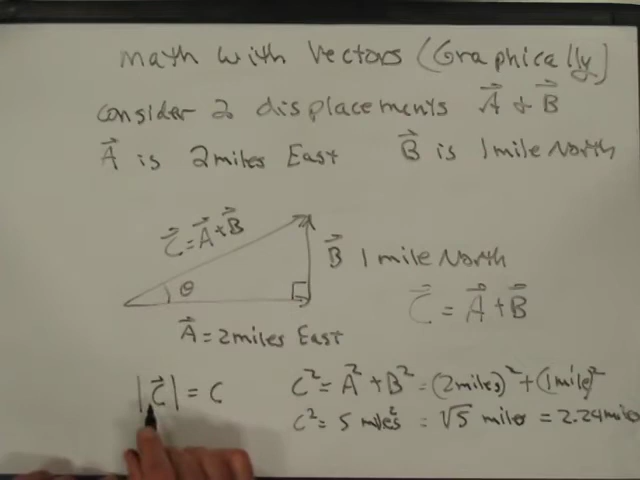 math with Vectors (Graphically)
consider 2 displacements A⃗ + B⃗
A⃗ is 2miles East B⃗ is 1mile North
C⃗ = A⃗ + B⃗
θ
B⃗ 1 mile North
C⃗ = A⃗ + B⃗
A⃗ = 2miles East
|C⃗| = C
C² = A² + B² = (2miles)² + (1mile)²
C² = 5 miles² = √5 miles = 2.24miles